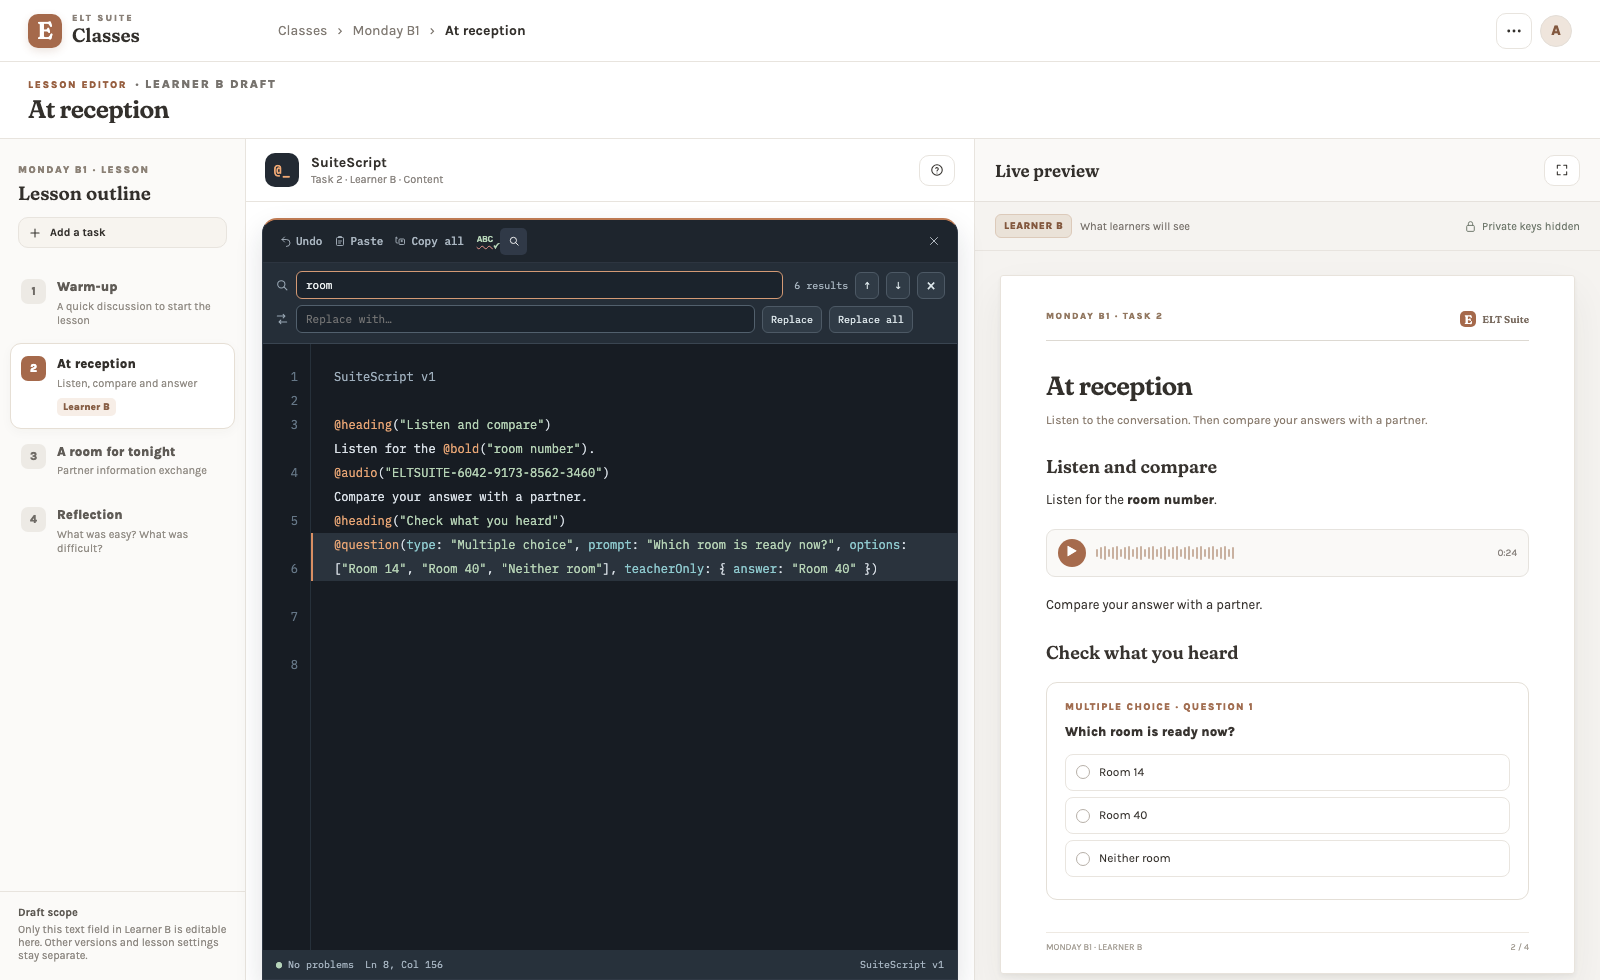 E
ELT SUITE
Classes
Classes › Monday B1 › At reception
A
LESSON EDITOR · LEARNER B DRAFT
At reception
MONDAY B1 · LESSON
Lesson outline
+ Add a task
1
Warm-up
A quick discussion to start the
lesson
2
At reception
Listen, compare and answer
Learner B
3
A room for tonight
Partner information exchange
4
Reflection
What was easy? What was
difficult?
Draft scope
Only this text field in Learner B is editable
here. Other versions and lesson settings
stay separate.
@_
SuiteScript
Task 2 · Learner B · Content
Undo Paste Copy all ABC
room
6 results
Replace with…
Replace Replace all
1 SuiteScript v1
2
3 @heading("Listen and compare")
Listen for the @bold("room number").
4 @audio("ELTSUITE-6042-9173-8562-3460")
Compare your answer with a partner.
5 @heading("Check what you heard")
@question(type: "Multiple choice", prompt: "Which room is ready now?", options:
6 ["Room 14", "Room 40", "Neither room"], teacherOnly: { answer: "Room 40" })
7
8
No problems Ln 8, Col 156
SuiteScript v1
Live preview
LEARNER B What learners will see
Private keys hidden
MONDAY B1 · TASK 2
E ELT Suite
At reception
Listen to the conversation. Then compare your answers with a partner.
Listen and compare
Listen for the room number.
0:24
Compare your answer with a partner.
Check what you heard
MULTIPLE CHOICE · QUESTION 1
Which room is ready now?
Room 14
Room 40
Neither room
MONDAY B1 · LEARNER B
2 / 4